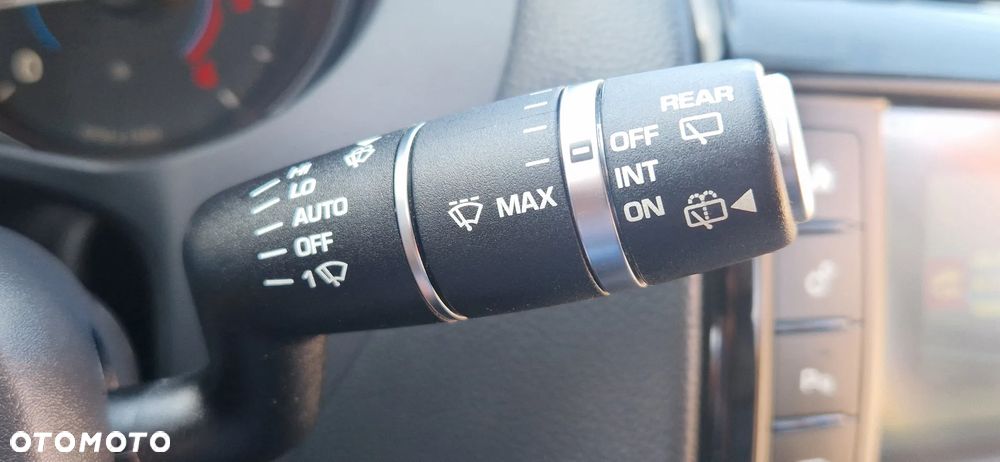 HI
LO
AUTO
OFF
1
MAX
REAR
OFF
INT
ON
OTOMOTO